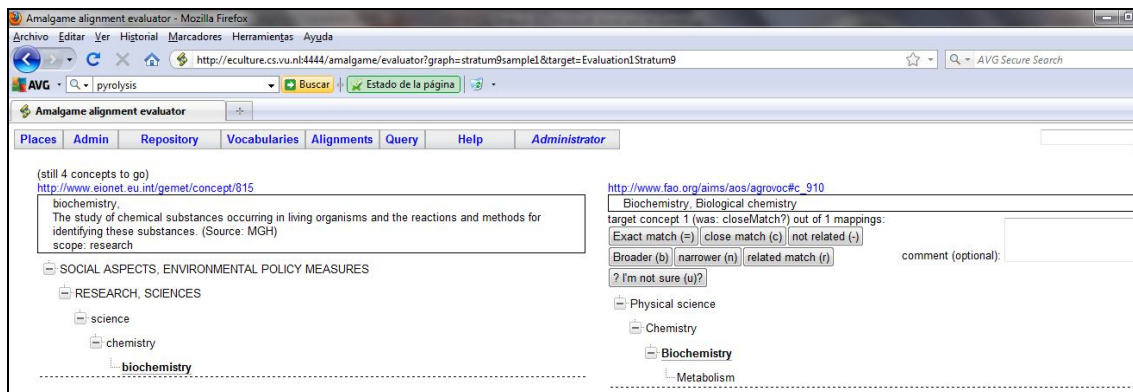 Amalgame alignment evaluator - Mozilla Firefox
Archivo Editar Ver Historial Marcadores Herramientas Ayuda
http://eculture.cs.vu.nl:4444/amalgame/evaluator?graph=stratum9sample1&target=Evaluation1Stratum9
AVG Secure Search
AVG pyrolysis Buscar Estado de la página
Amalgame alignment evaluator
Places Admin Repository Vocabularies Alignments Query Help Administrator
(still 4 concepts to go)
http://www.eionet.eu.int/gemet/concept/815
biochemistry,
The study of chemical substances occurring in living organisms and the reactions and methods for
identifying these substances. (Source: MGH)
scope: research
SOCIAL ASPECTS, ENVIRONMENTAL POLICY MEASURES
RESEARCH, SCIENCES
science
chemistry
biochemistry
http://www.fao.org/aims/aos/agrovoc#c_910
Biochemistry, Biological chemistry
target concept 1 (was: closeMatch?) out of 1 mappings:
Exact match (=) close match (c) not related (-)
Broader (b) narrower (n) related match (r)
comment (optional):
? I'm not sure (u)?
Physical science
Chemistry
Biochemistry
Metabolism